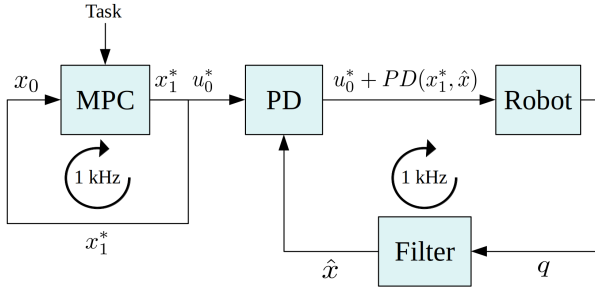 Task
x_0
MPC
x_1^* u_0^*
PD
u_0^* + PD(x_1^*, \hat{x})
Robot
1 kHz
1 kHz
x_1^*
Filter
\hat{x}
q